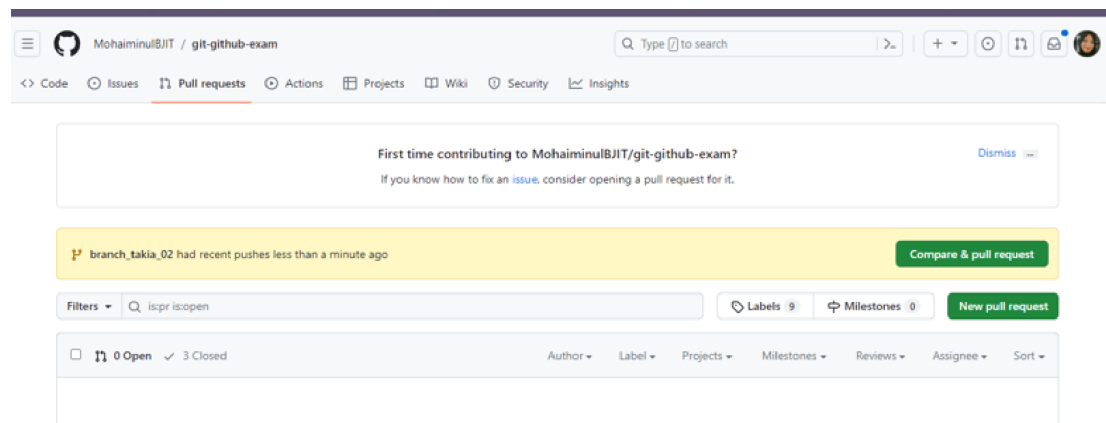 MohaiminulBJIT / git-github-exam
Type / to search
<> Code Issues Pull requests Actions Projects Wiki Security Insights
First time contributing to MohaiminulBJIT/git-github-exam?
Dismiss ...
If you know how to fix an issue, consider opening a pull request for it.
branch_takia_02 had recent pushes less than a minute ago
Compare & pull request
Filters is:pr is:open
Labels 9 Milestones 0 New pull request
0 Open 3 Closed
Author Label Projects Milestones Reviews Assignee Sort